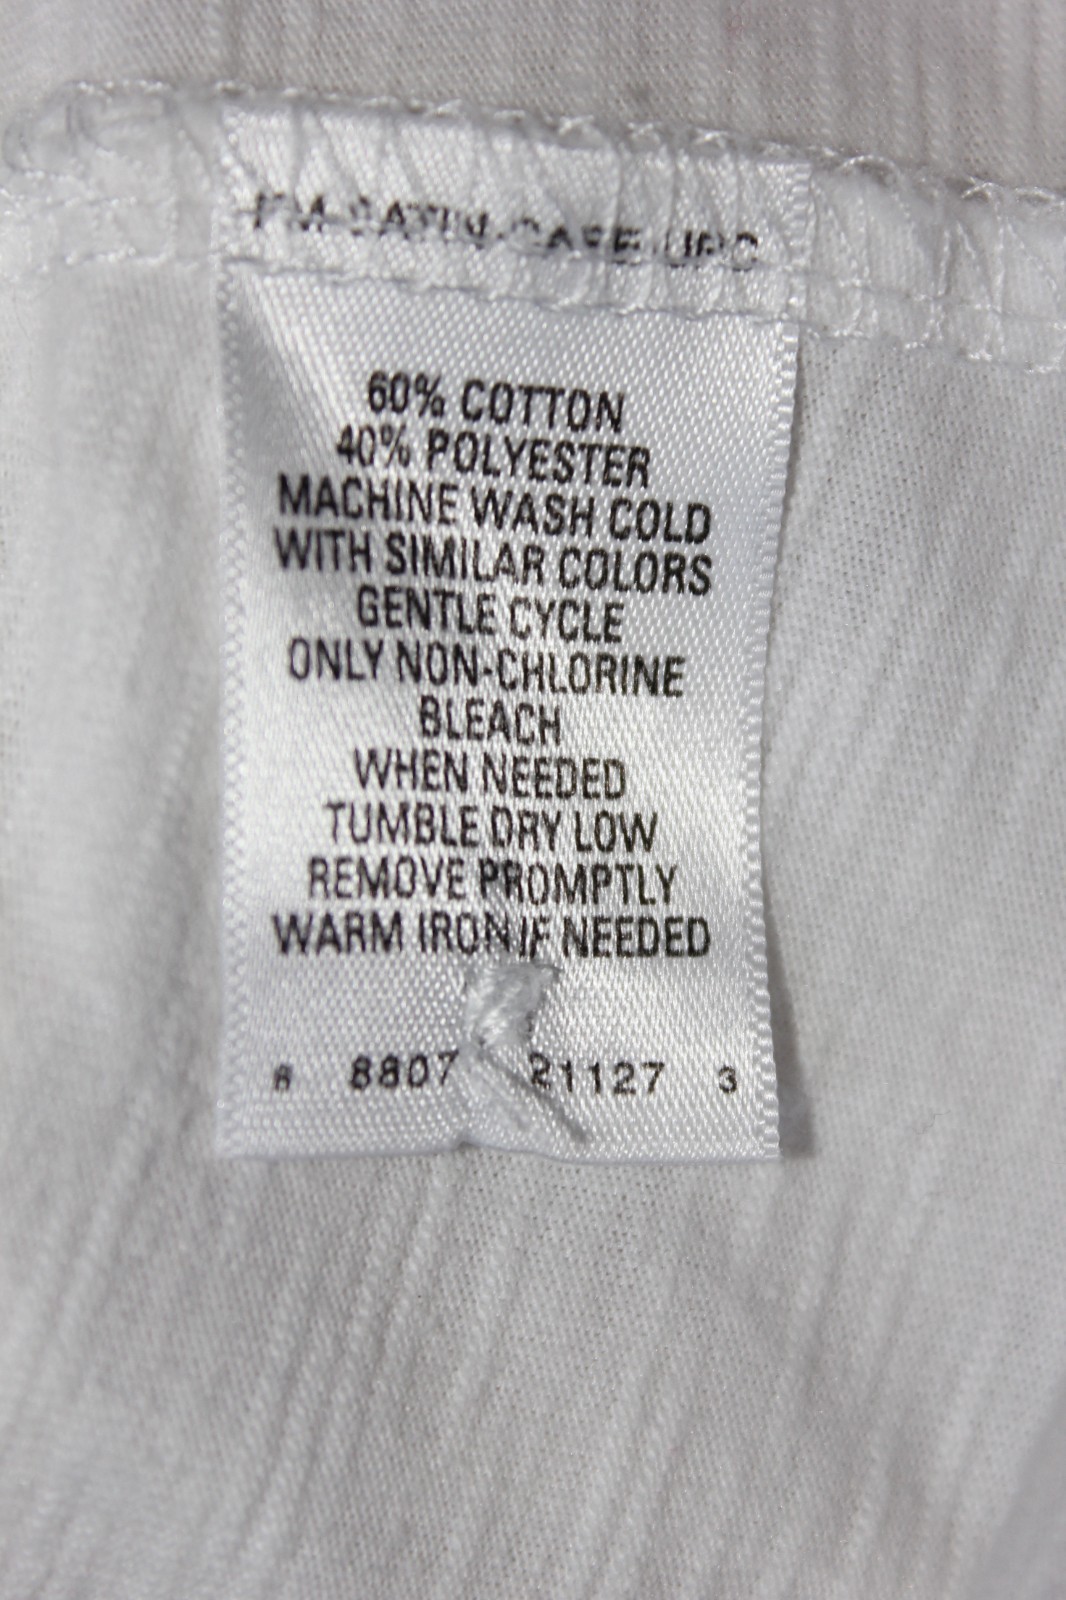 60% COTTON
40% POLYESTER
MACHINE WASH COLD
WITH SIMILAR COLORS
GENTLE CYCLE
ONLY NON-CHLORINE
BLEACH
WHEN NEEDED
TUMBLE DRY LOW
REMOVE PROMPTLY
WARM IRON IF NEEDED
8807 21127 3